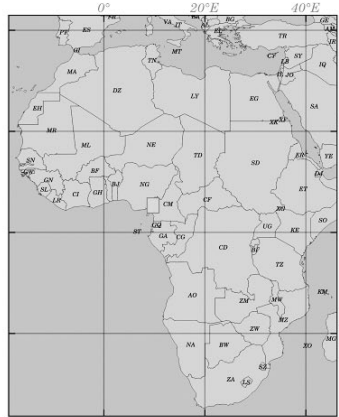 0° 20°E 40°E
VA IT BG GE
PT ES TR
GI TN MT CY SY
LB IQ
MA IL JO
DZ LY EG SA
EH
MR ML NE TD SD ER YE
SN DJ
GN BF NG ET
SL CI GH BJ CM CF SO
LR UG KE
ST GQ GA CG CD BI TZ
AO ZM MW KM
MZ
NA BW ZW MG
ZA LS SZ